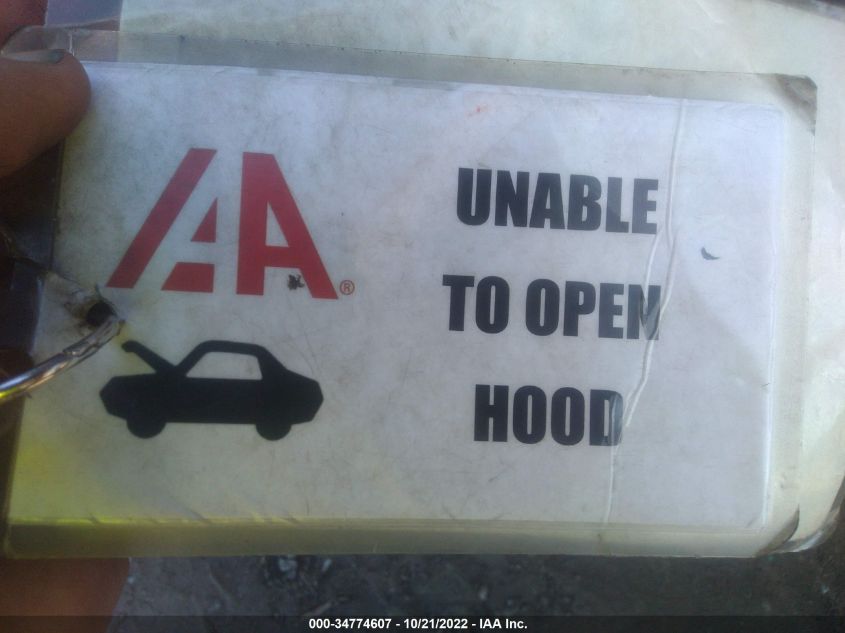 IAA®
UNABLE
TO OPEN
HOOD
000-34774607 - 10/21/2022 - IAA Inc.